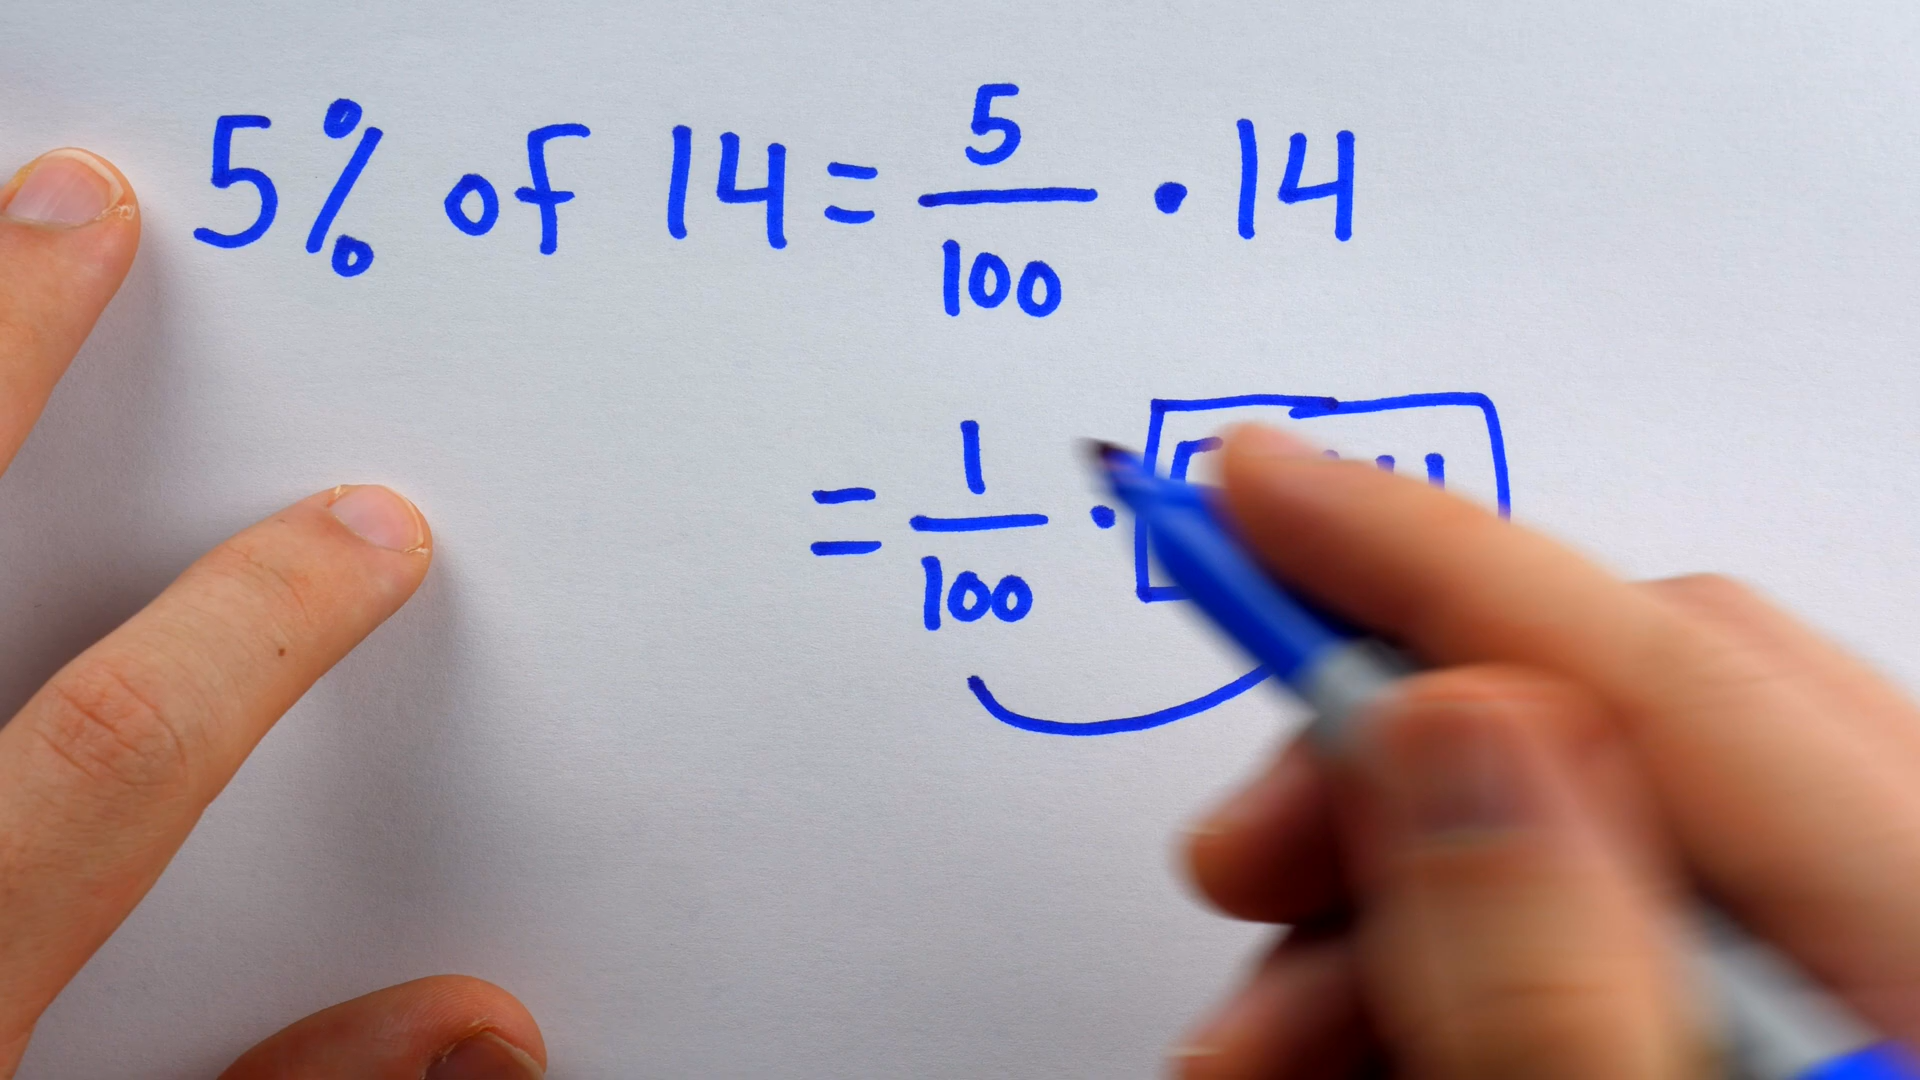 5% of 14 = 5/100 · 14
= 1/100 ·